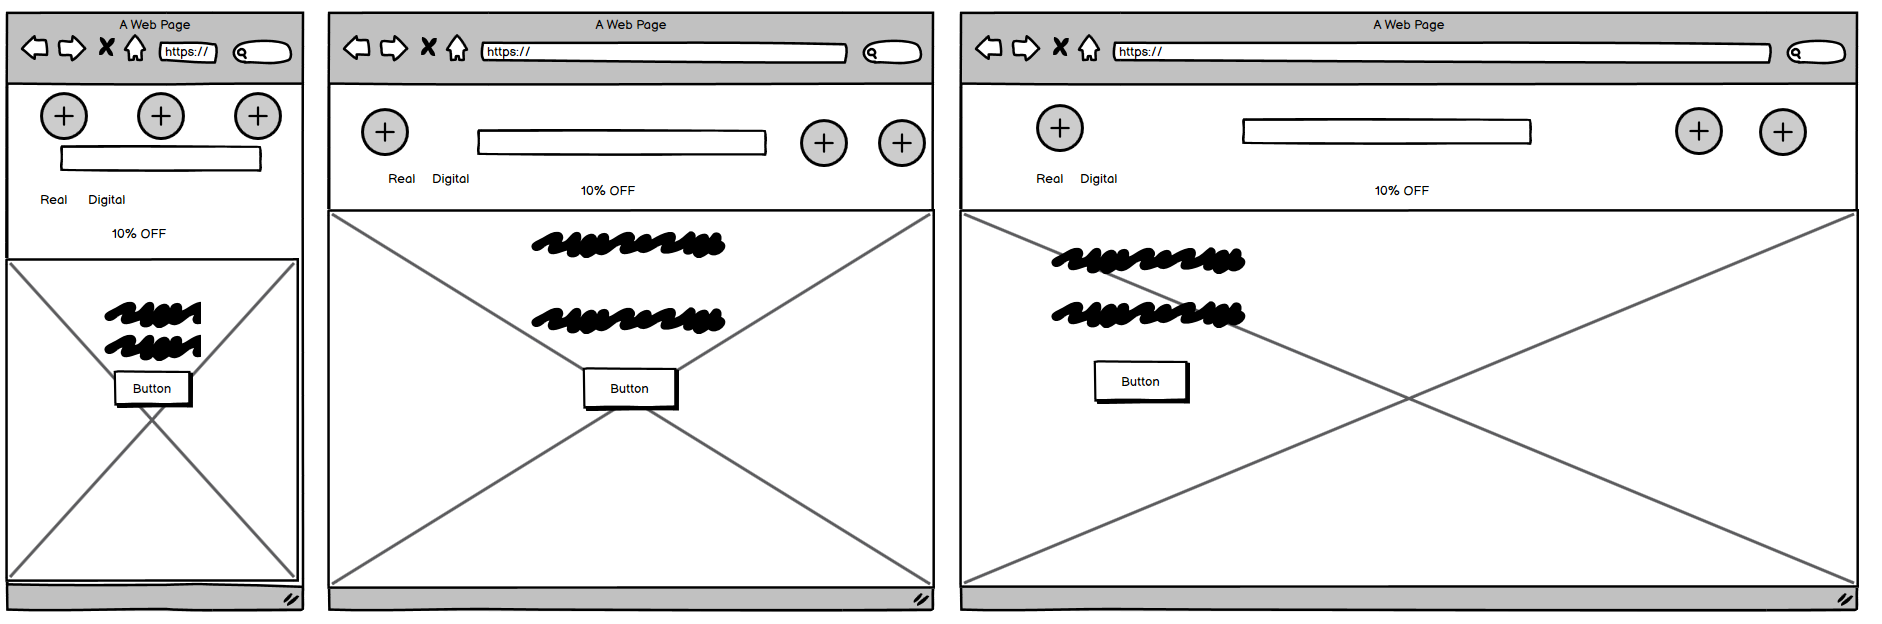 A Web Page
https://
Real Digital
10% OFF
Button
A Web Page
https://
Real Digital
10% OFF
Button
A Web Page
https://
Real Digital
10% OFF
Button